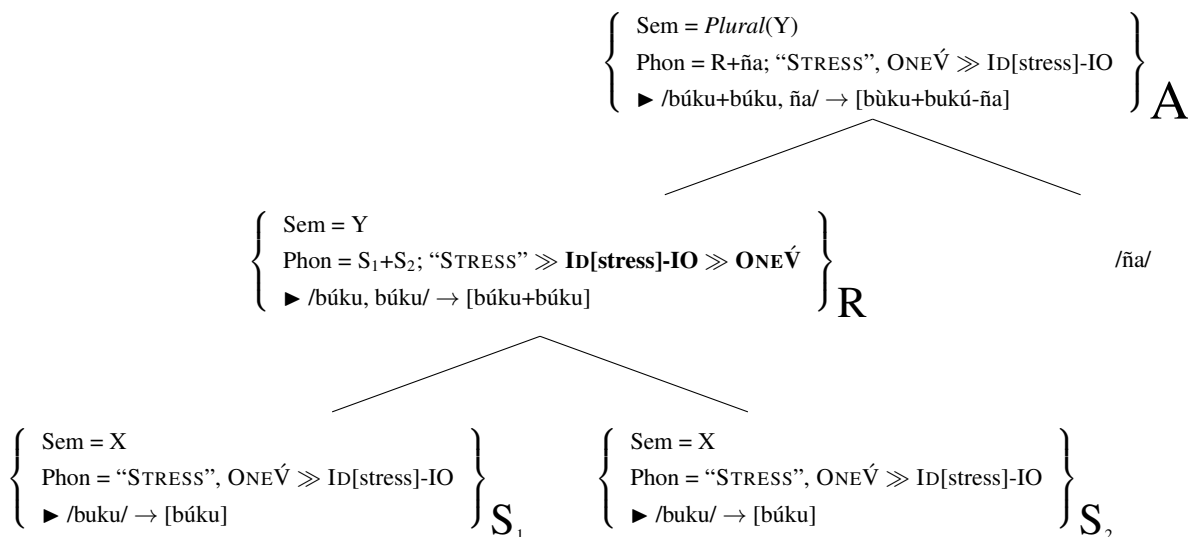 Sem = Plural(Y)
Phon = R+ña; “STRESS”, ONEV́ ≫ ID[stress]-IO
► /búku+búku, ña/ → [bùku+bukú-ña]
A
Sem = Y
Phon = S₁+S₂; “STRESS” ≫ ID[stress]-IO ≫ ONEV́
► /búku, búku/ → [búku+búku]
R
/ña/
Sem = X
Phon = “STRESS”, ONEV́ ≫ ID[stress]-IO
► /buku/ → [búku]
S₁
Sem = X
Phon = “STRESS”, ONEV́ ≫ ID[stress]-IO
► /buku/ → [búku]
S₂